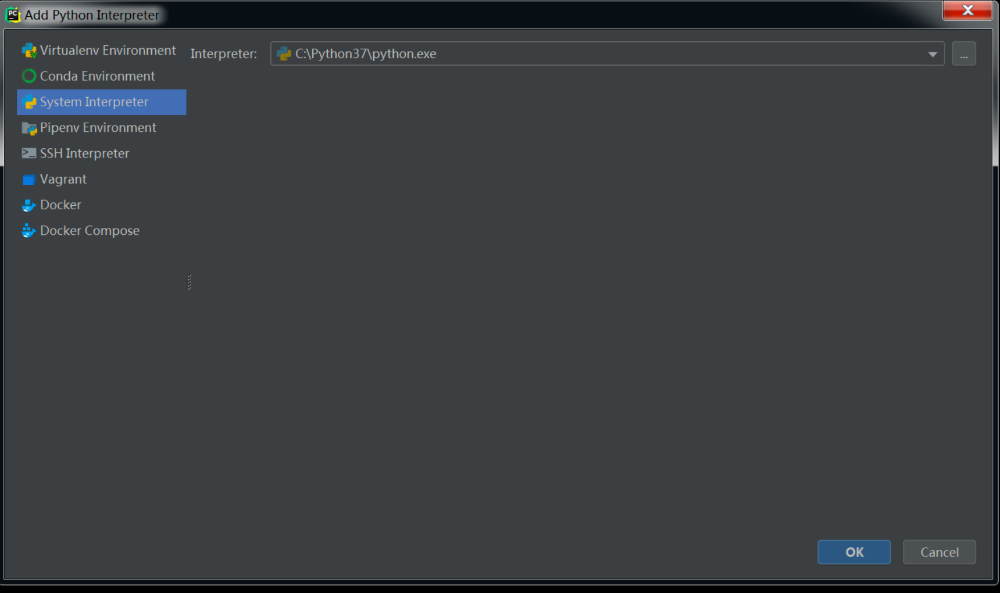 PC Add Python Interpreter
Virtualenv Environment
Conda Environment
System Interpreter
Pipenv Environment
SSH Interpreter
Vagrant
Docker
Docker Compose
Interpreter: C:\Python37\python.exe ...
OK Cancel